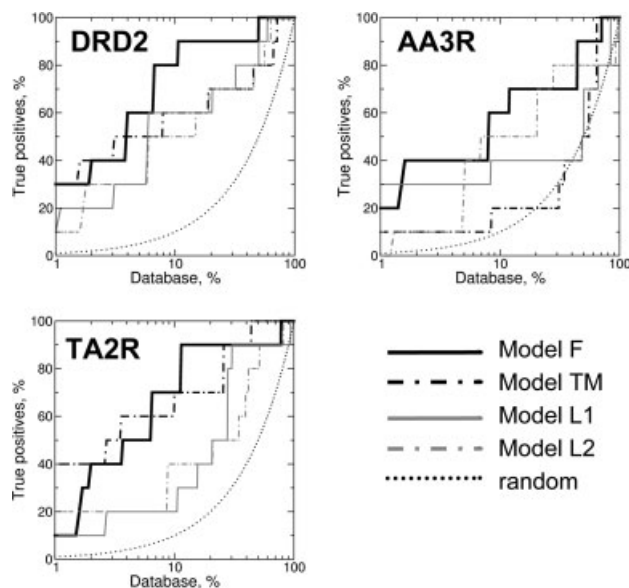 DRD2
True positives, %
100
80
60
40
20
0
1
10
100
Database, %
AA3R
True positives, %
100
80
60
40
20
0
1
10
100
Database, %
TA2R
True positives, %
100
80
60
40
20
0
1
10
100
Database, %
Model F
Model TM
Model L1
Model L2
random